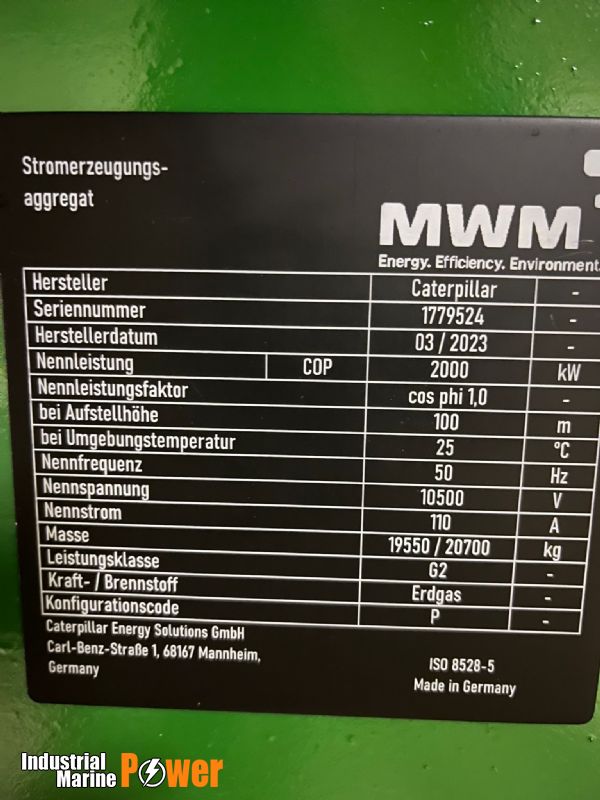 Stromerzeugungs-
aggregat
MWM
Energy. Efficiency. Environment.
Hersteller Caterpillar -
Seriennummer 1779524 -
Herstellerdatum 03 / 2023 -
Nennleistung COP 2000 kW
Nennleistungsfaktor cos phi 1,0 -
bei Aufstellhöhe 100 m
bei Umgebungstemperatur 25 °C
Nennfrequenz 50 Hz
Nennspannung 10500 V
Nennstrom 110 A
Masse 19550 / 20700 kg
Leistungsklasse G2 -
Kraft- / Brennstoff Erdgas -
Konfigurationscode P -
Caterpillar Energy Solutions GmbH
Carl-Benz-Straße 1, 68167 Mannheim,
Germany
ISO 8528-5
Made in Germany
Industrial
Marine Power